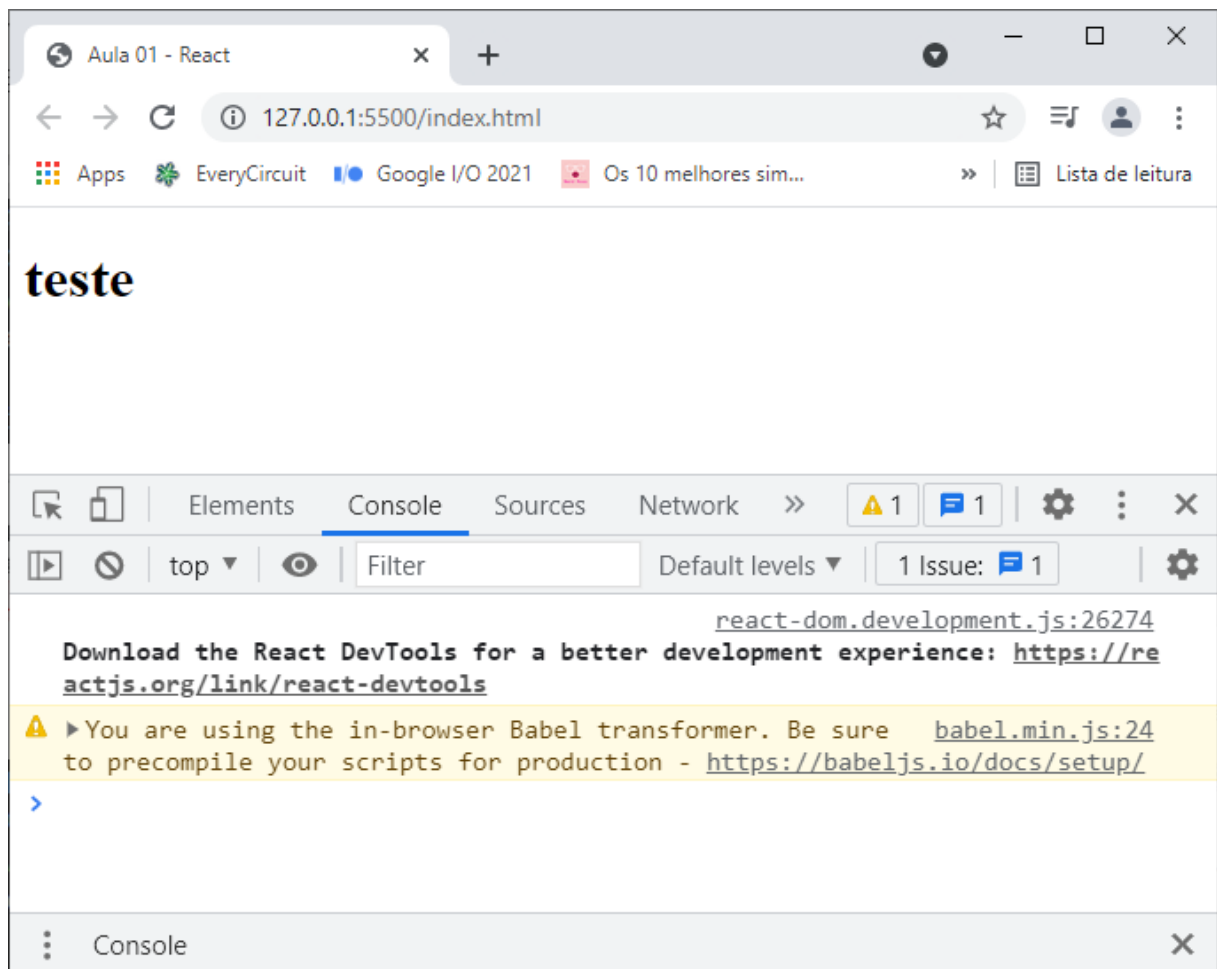 Aula 01 - React
127.0.0.1:5500/index.html
Apps EveryCircuit Google I/O 2021 Os 10 melhores sim... » Lista de leitura
teste
Elements Console Sources Network » 1 1
top Filter Default levels 1 Issue: 1
react-dom.development.js:26274
Download the React DevTools for a better development experience: https://re
actjs.org/link/react-devtools
You are using the in-browser Babel transformer. Be sure babel.min.js:24
to precompile your scripts for production - https://babeljs.io/docs/setup/
Console